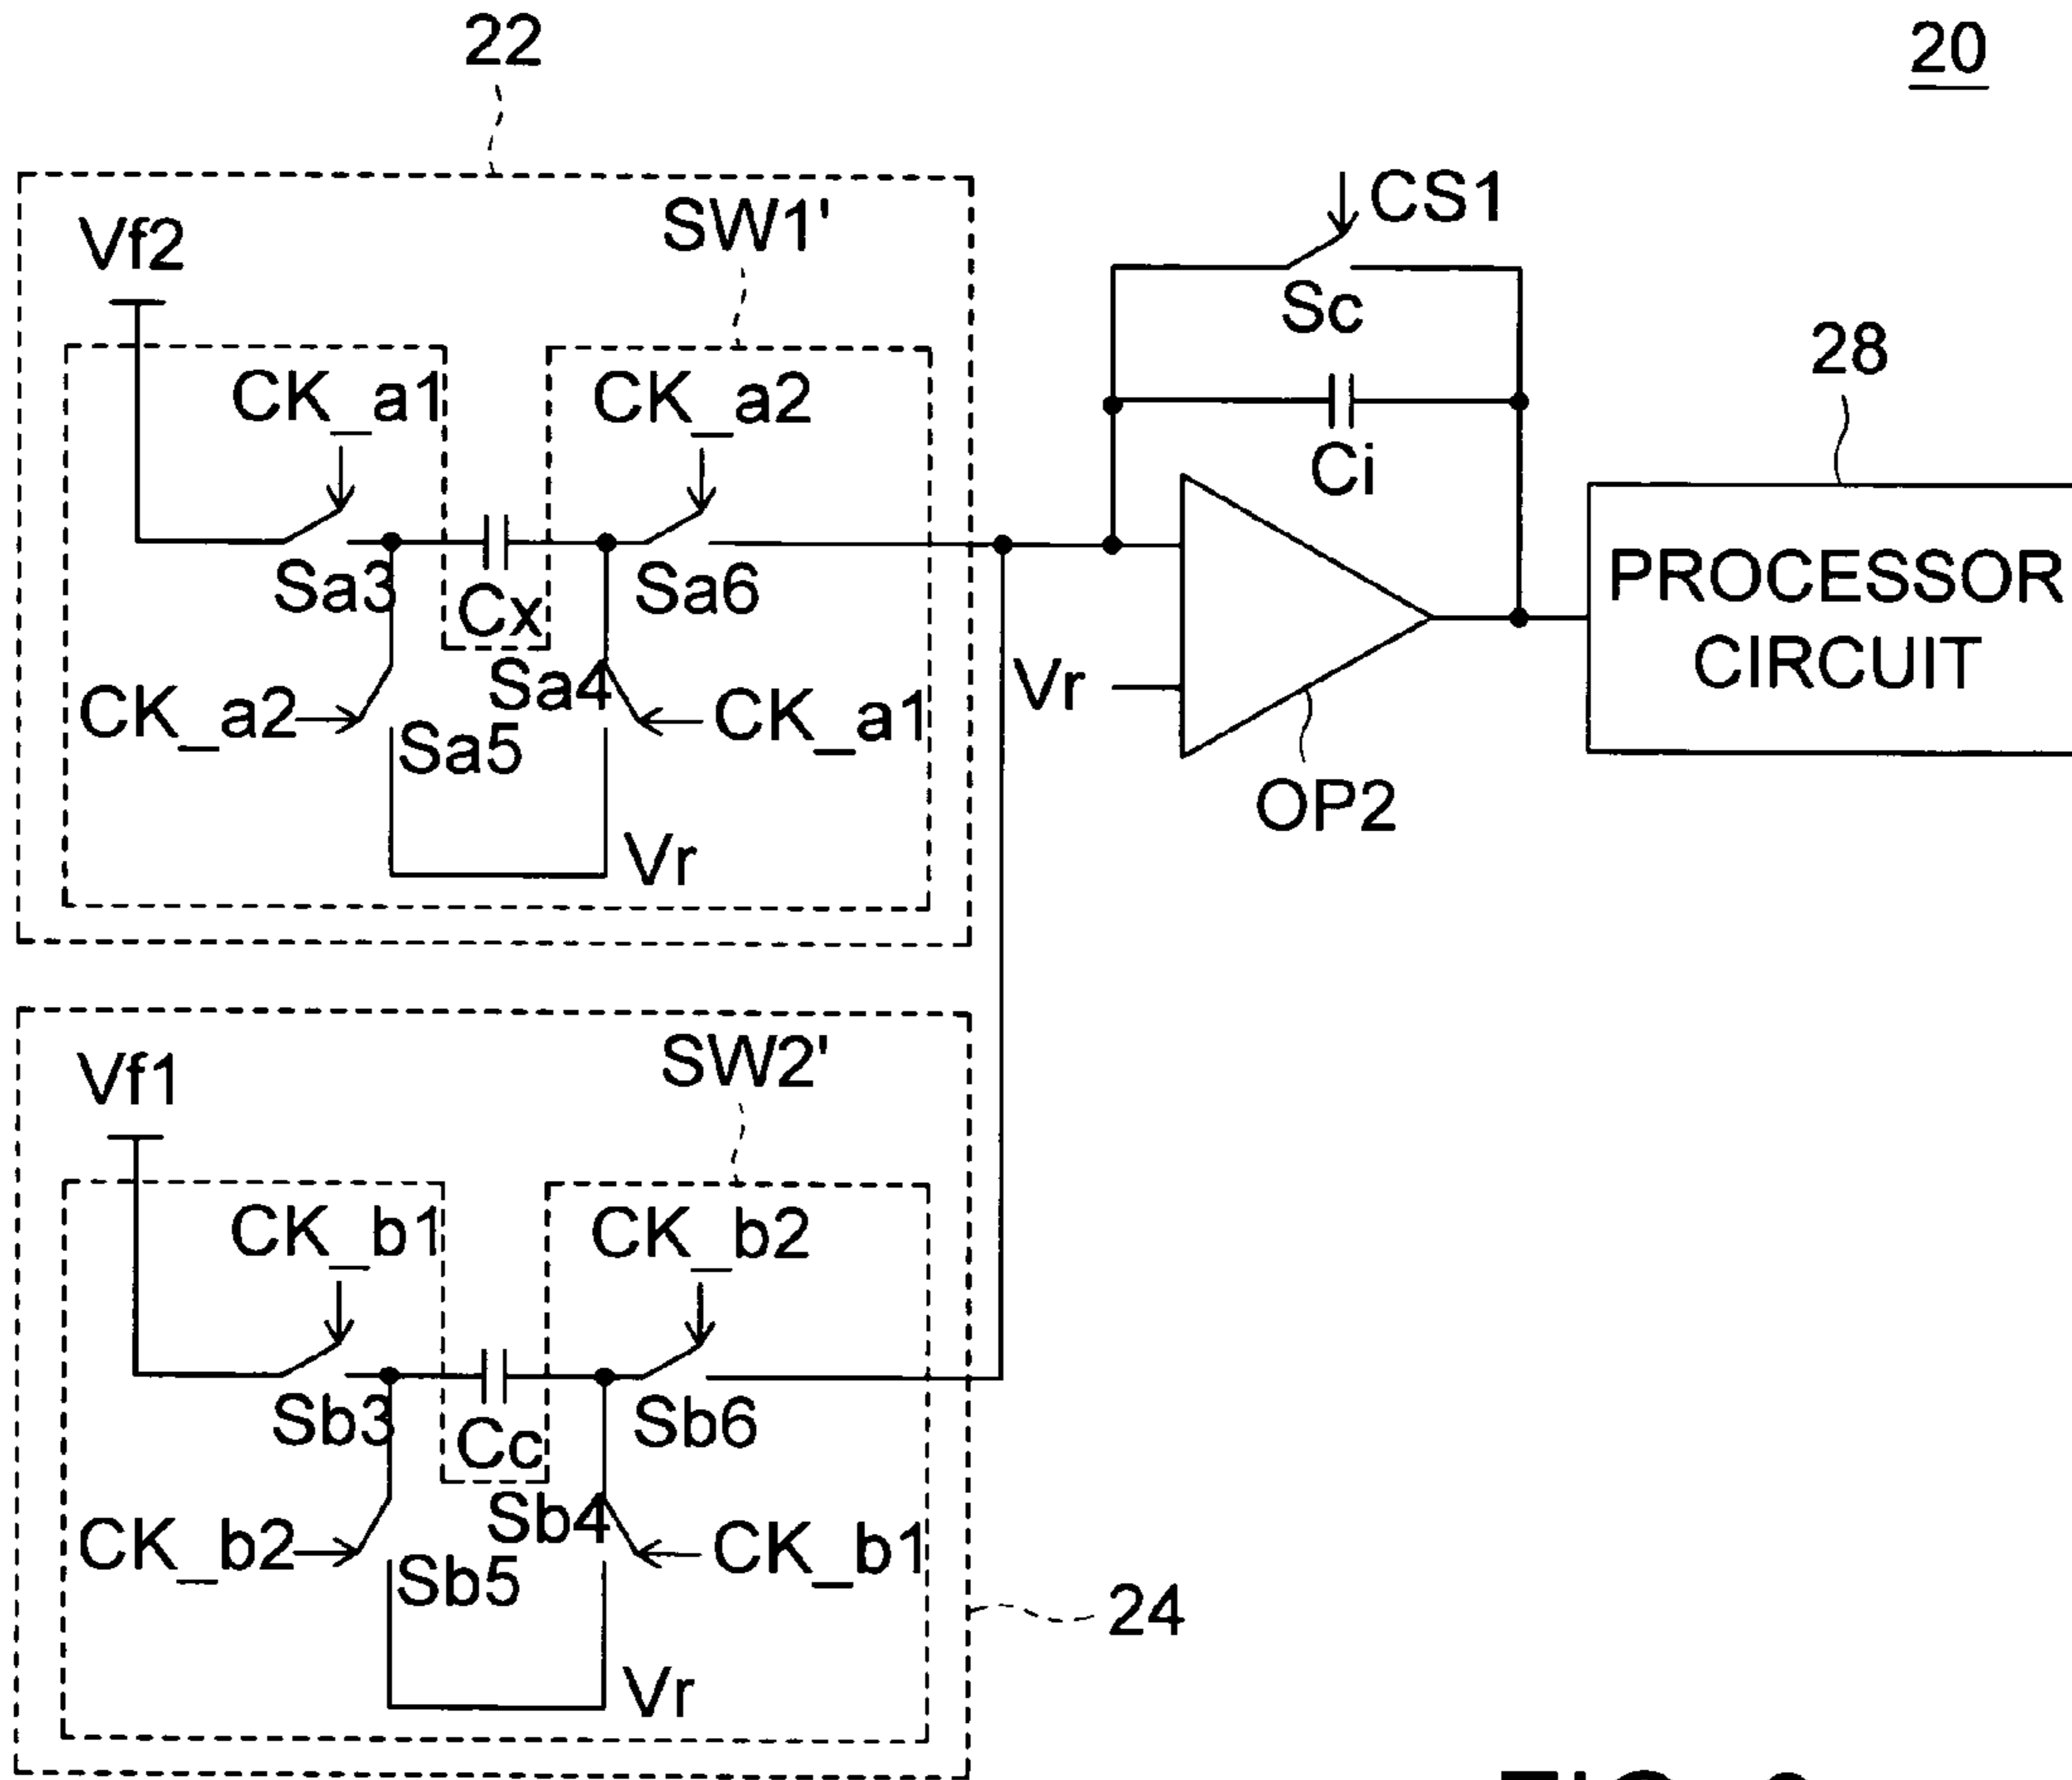 22
20
CS1
SW1'
Vf2
Sc
28
CK_a1
CK_a2
Ci
PROCESSOR
CIRCUIT
Sa3
Cx
Sa6
Sa4
Vr
CK_a2
CK_a1
Sa5
OP2
Vr
SW2'
Vf1
CK_b1
CK_b2
Sb3
Cc
Sb6
Sb4
CK_b2
CK_b1
Sb5
24
Vr